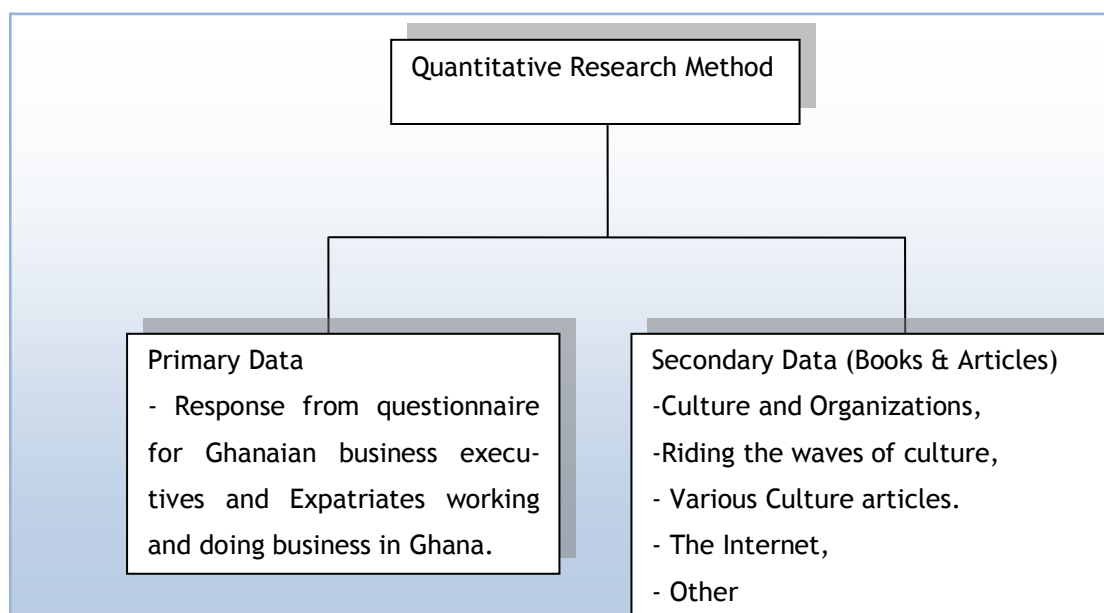 Quantitative Research Method
Primary Data
- Response from questionnaire
for Ghanaian business execu-
tives and Expatriates working
and doing business in Ghana.
Secondary Data (Books & Articles)
-Culture and Organizations,
-Riding the waves of culture,
- Various Culture articles.
- The Internet,
- Other